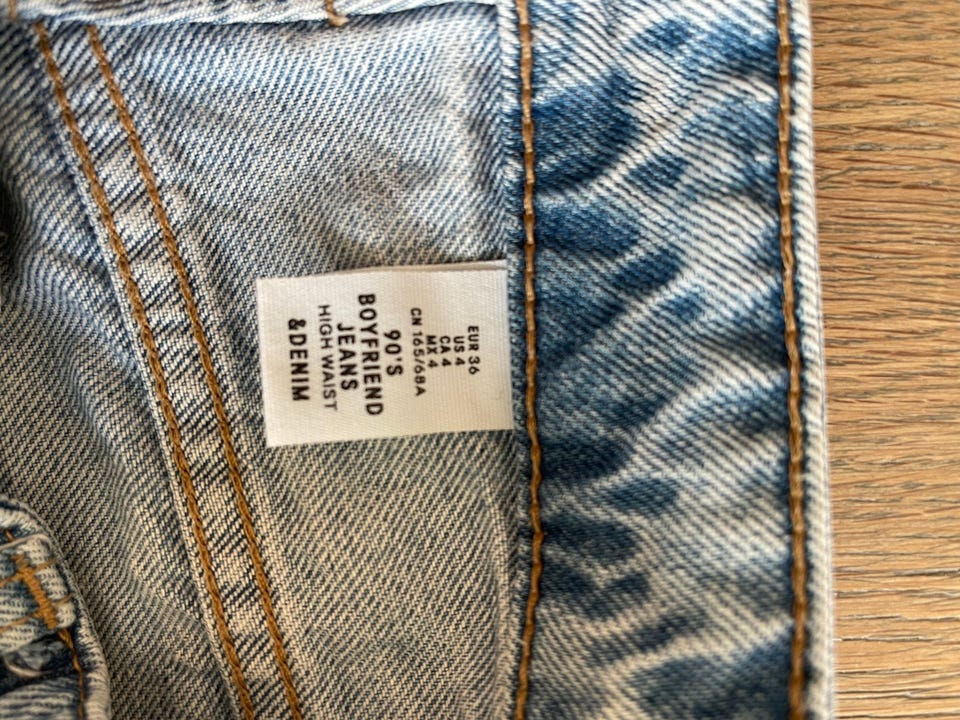 EUR 36
US 4
CA 4
MX 4
CN 165/68A
90'S
BOYFRIEND
JEANS
HIGH WAIST
&DENIM